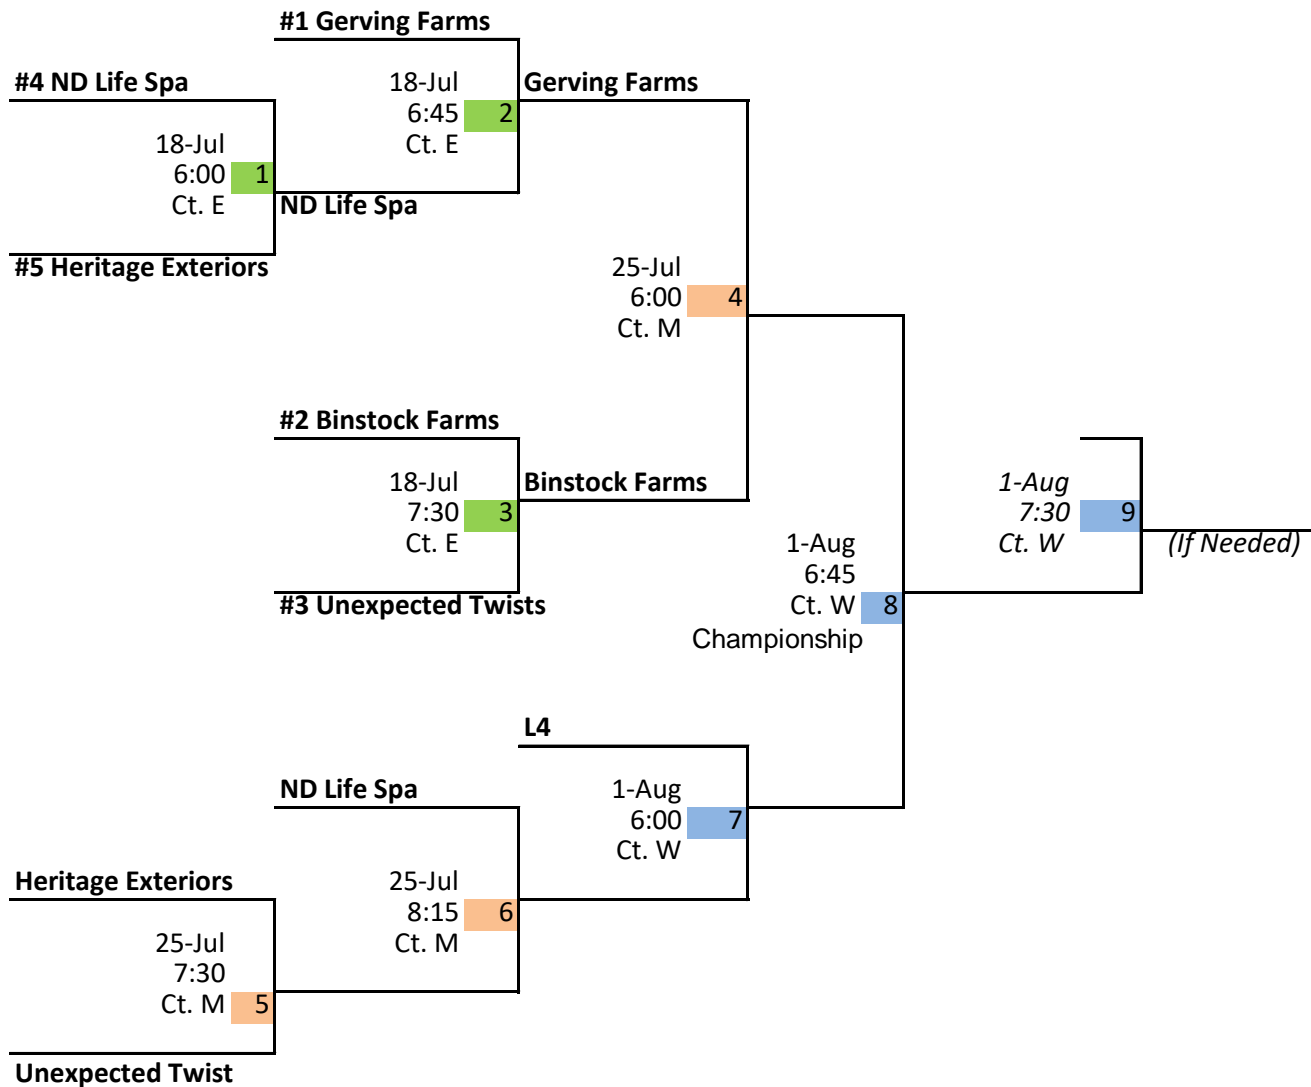 #1 Gerving Farms
#4 ND Life Spa
18-Jul
6:45
Ct. E
2
Gerving Farms
18-Jul
6:00
Ct. E
1
ND Life Spa
#5 Heritage Exteriors
25-Jul
6:00
Ct. M
4
#2 Binstock Farms
18-Jul
7:30
Ct. E
3
Binstock Farms
1-Aug
7:30
Ct. W
9
(If Needed)
1-Aug
6:45
Ct. W
8
Championship
#3 Unexpected Twists
L4
ND Life Spa
1-Aug
6:00
Ct. W
7
Heritage Exteriors
25-Jul
8:15
Ct. M
6
25-Jul
7:30
Ct. M
5
Unexpected Twist